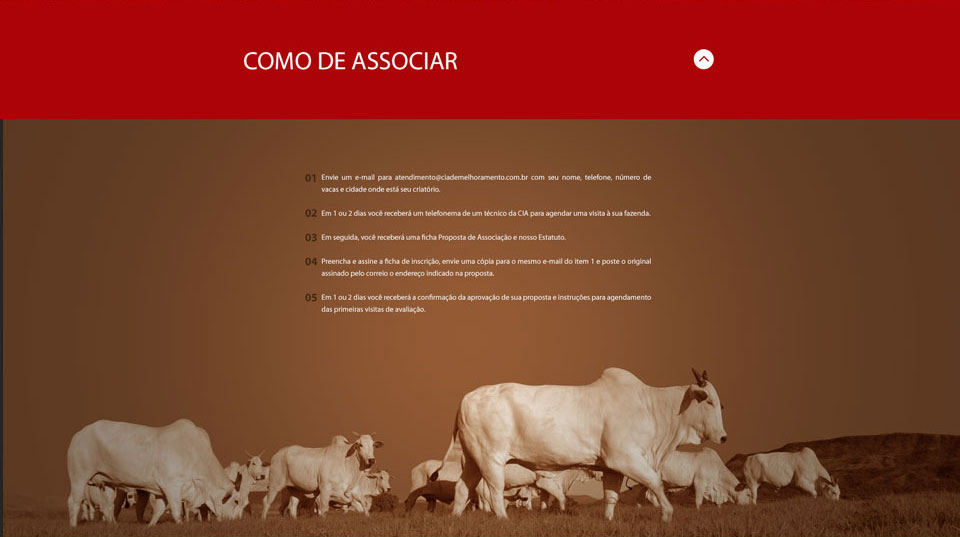 COMO DE ASSOCIAR
01 Envie um e-mail para atendimento@ciademelhoramento.com.br com seu nome, telefone, número de
vacas e cidade onde está seu criatório.
02 Em 1 ou 2 dias você receberá um telefonema de um técnico da CIA para agendar uma visita à sua fazenda.
03 Em seguida, você receberá uma ficha Proposta de Associação e nosso Estatuto.
04 Preencha e assine a ficha de inscrição, envie uma cópia para o mesmo e-mail do item 1 e poste o original
assinado pelo correio o endereço indicado na proposta.
05 Em 1 ou 2 dias você receberá a confirmação da aprovação de sua proposta e instruções para agendamento
das primeiras visitas de avaliação.